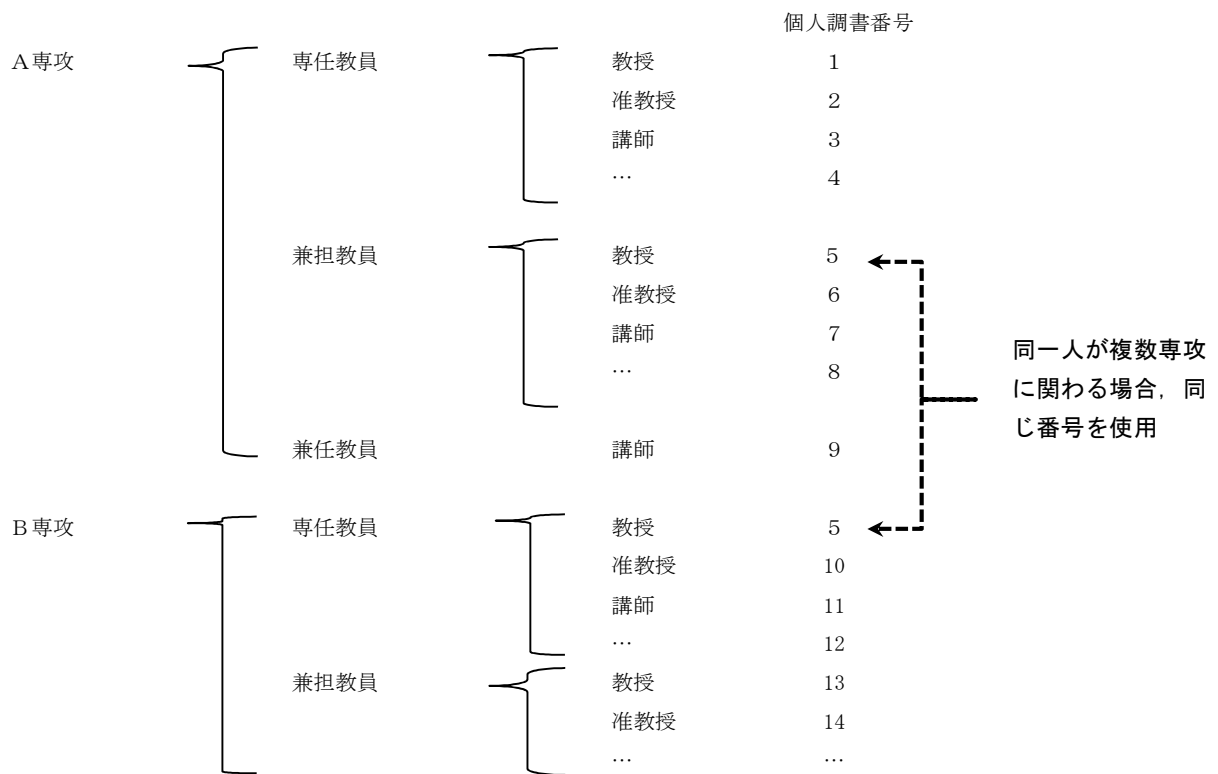 個人調書番号
A専攻 専任教員 教授 1
准教授 2
講師 3
… 4
兼担教員 教授 5
准教授 6
講師 7
… 8
同一人が複数専攻
に関わる場合,同
じ番号を使用
兼任教員 講師 9
B専攻 専任教員 教授 5
准教授 10
講師 11
… 12
兼担教員 教授 13
准教授 14
… …